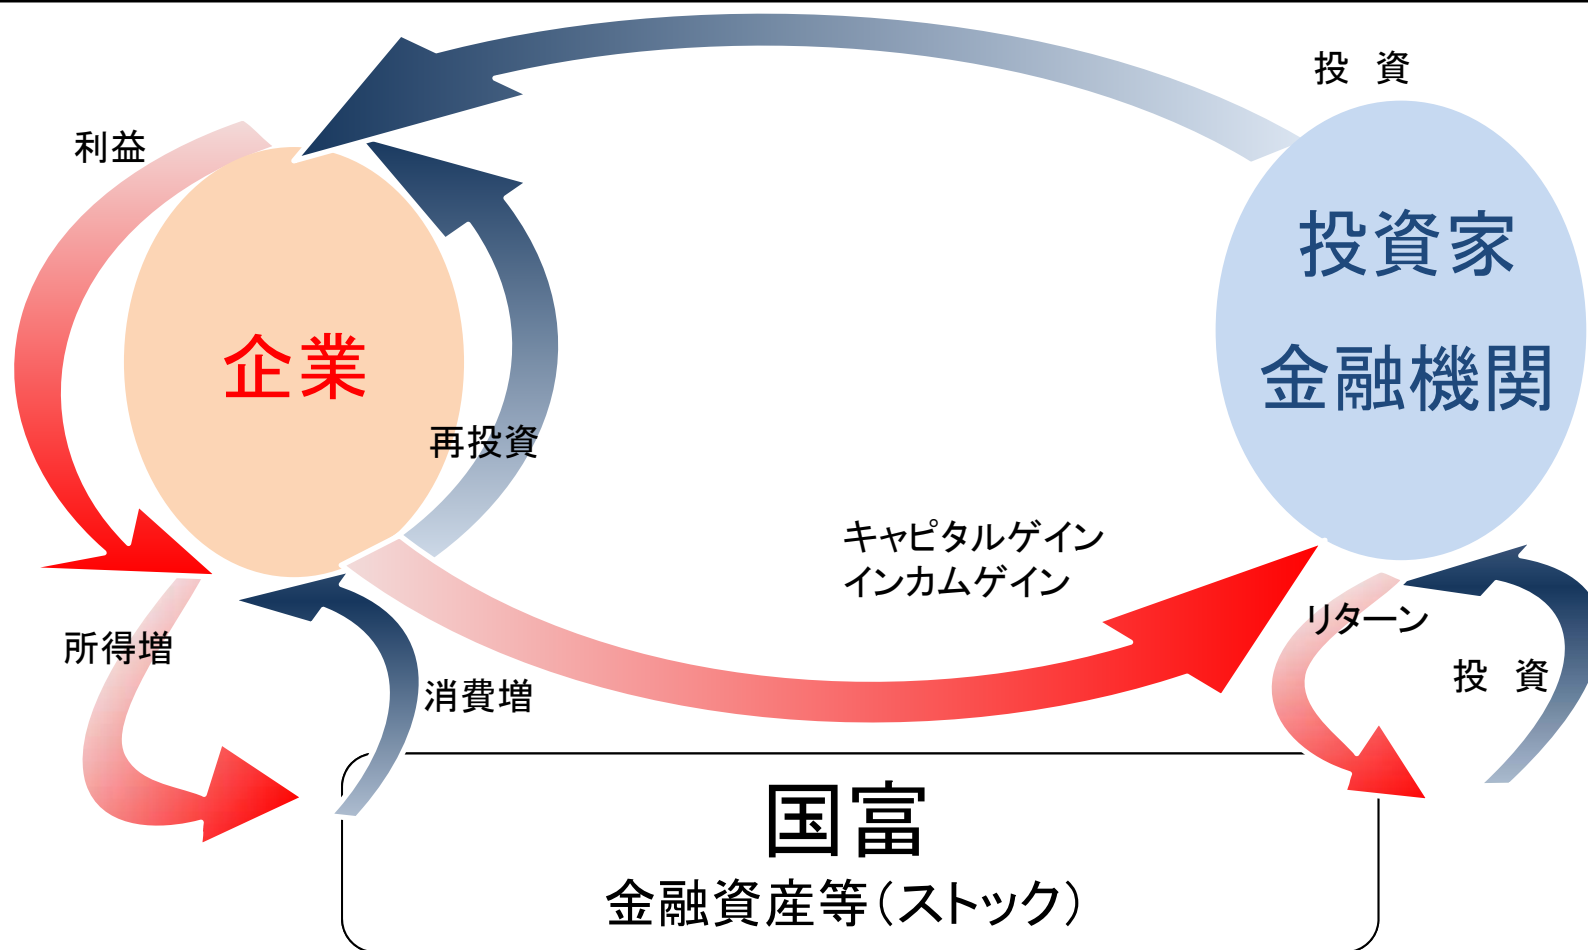 投　資
利益
投資家
企業
金融機関
再投資
キャピタルゲイン
インカムゲイン
リターン
所得増
投　資
消費増
国富
金融資産等（ストック）